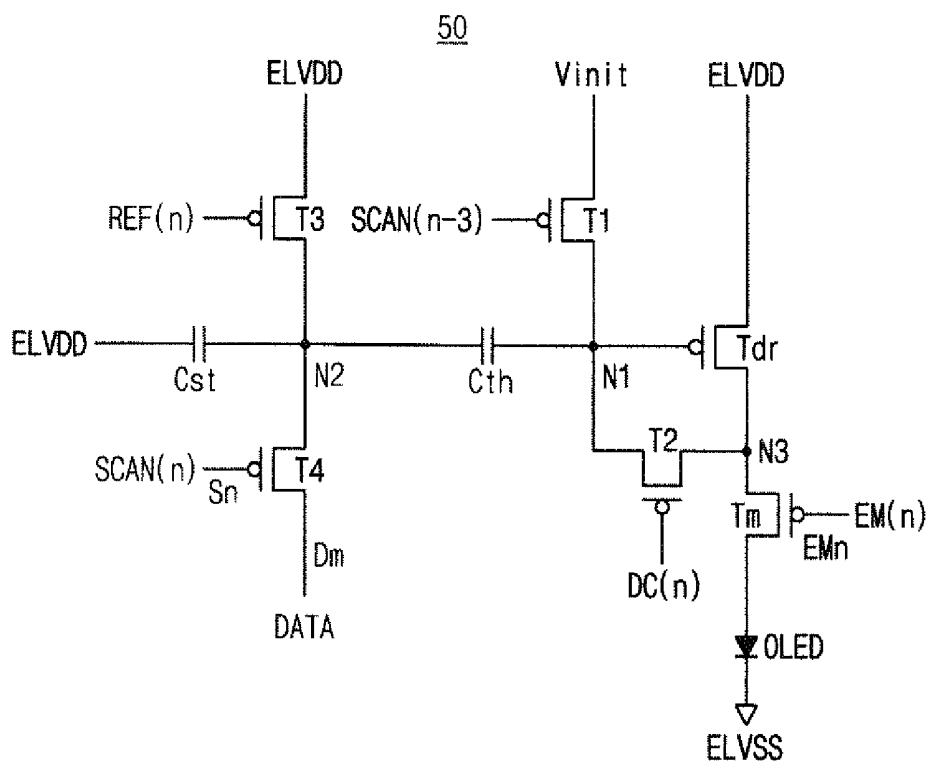 50
ELVDD Vinit ELVDD
REF(n) T3 SCAN(n-3) T1
ELVDD Cst N2 Cth N1 Tdr
T2 N3
SCAN(n) Sn T4 Tm EM(n)
EMn
Dm DC(n)
DATA
OLED
ELVSS